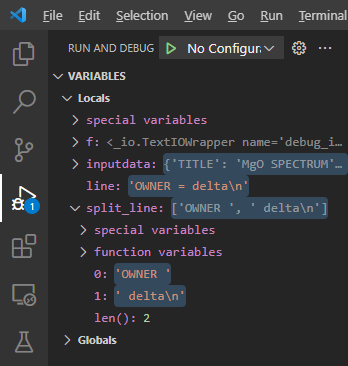 File Edit Selection View Go Run Terminal
RUN AND DEBUG No Configur
VARIABLES
Locals
special variables
f: <_io.TextIOWrapper name='debug_i…
inputdata: {'TITLE': 'MgO SPECTRUM'…
line: 'OWNER = delta\n'
split_line: ['OWNER ', ' delta\n']
special variables
function variables
0: 'OWNER '
1: ' delta\n'
len(): 2
Globals
1